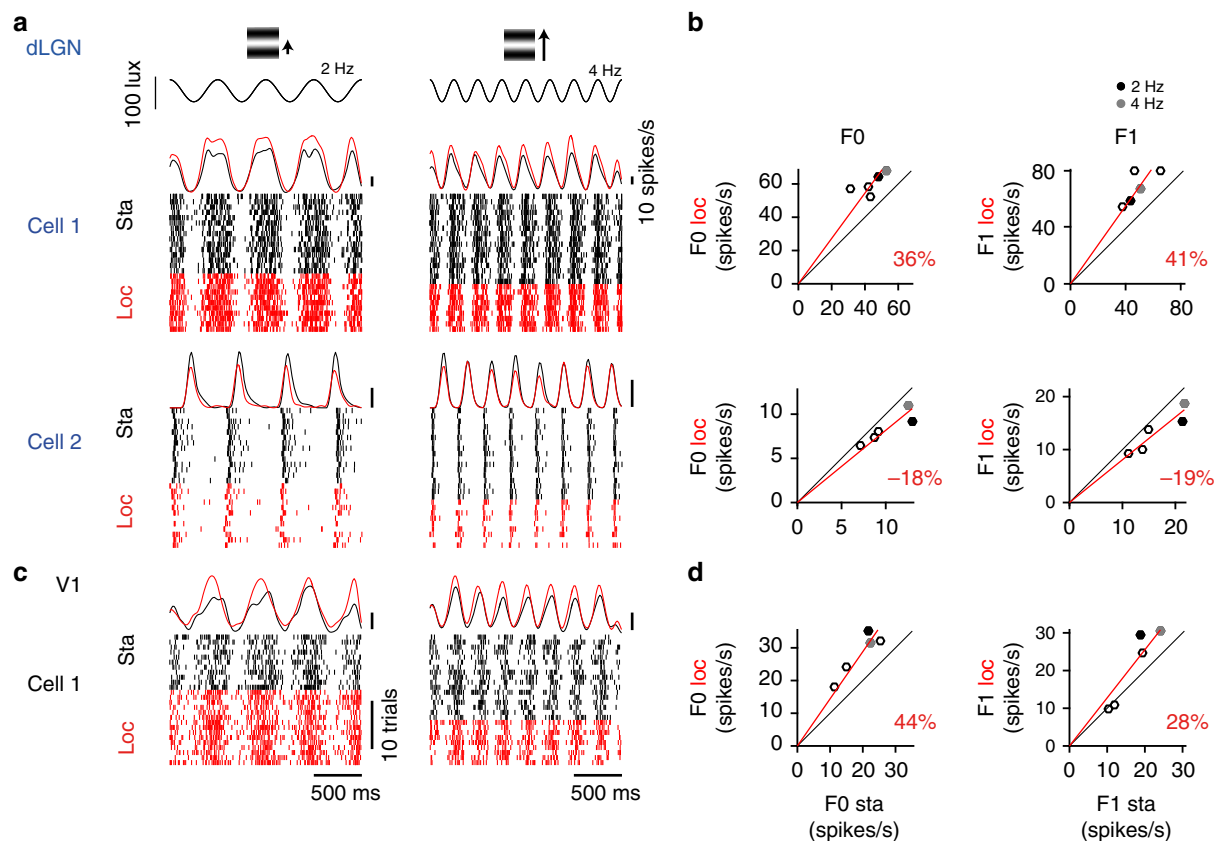 a
dLGN
100 lux
2 Hz
4 Hz
10 spikes/s
Cell 1
Sta
Loc
Cell 2
Sta
Loc
c
V1
Cell 1
Sta
Loc
10 trials
500 ms
500 ms
b
2 Hz
4 Hz
F0
F0 loc
(spikes/s)
60
40
20
0
0 20 40 60
36%
F1
F1 loc
(spikes/s)
80
60
40
20
0
0 40 80
41%
F0 loc
(spikes/s)
10
5
0
0 5 10
–18%
F1 loc
(spikes/s)
20
15
10
5
0
0 10 20
–19%
d
F0 loc
(spikes/s)
30
20
10
0
0 10 20 30
44%
F0 sta
(spikes/s)
F1 loc
(spikes/s)
30
20
10
0
0 10 20 30
28%
F1 sta
(spikes/s)